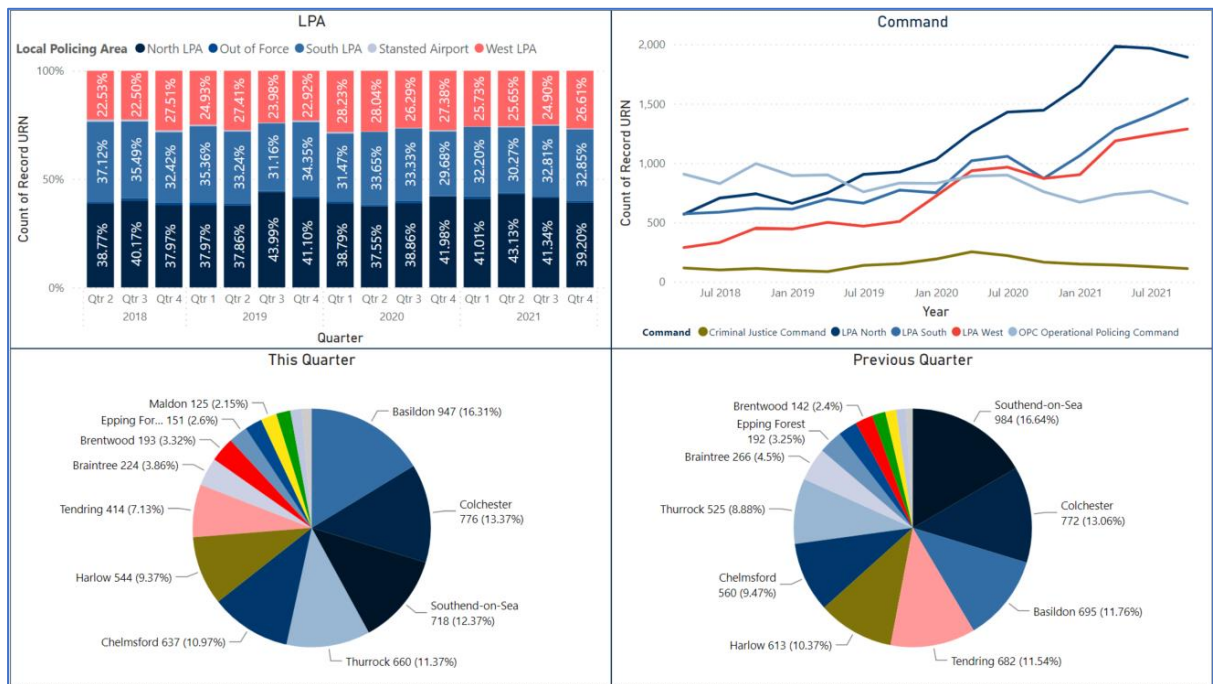 LPA
Local Policing Area North LPA Out of Force South LPA Stansted Airport West LPA
Count of Record URN
100%
50%
0%
22.53% 22.50% 27.51% 24.93% 27.41% 23.98% 22.92% 28.23% 28.04% 26.29% 27.38% 25.73% 25.65% 24.90% 26.61%
37.12% 35.49% 32.42% 35.36% 33.24% 31.16% 34.35% 31.47% 33.65% 33.33% 29.68% 32.20% 30.27% 32.81% 32.85%
38.77% 40.17% 37.97% 37.97% 37.86% 43.99% 41.10% 38.79% 37.55% 38.86% 41.98% 41.01% 43.13% 41.34% 39.20%
Qtr 2 Qtr 3 Qtr 4 Qtr 1 Qtr 2 Qtr 3 Qtr 4 Qtr 1 Qtr 2 Qtr 3 Qtr 4 Qtr 1 Qtr 2 Qtr 3 Qtr 4
2018 2019 2020 2021
Quarter
Command
Count of Record URN
2,000
1,500
1,000
500
0
Jul 2018 Jan 2019 Jul 2019 Jan 2020 Jul 2020 Jan 2021 Jul 2021
Year
Command Criminal Justice Command LPA North LPA South LPA West OPC Operational Policing Command
This Quarter
Maldon 125 (2.15%)
Epping For... 151 (2.6%)
Brentwood 193 (3.32%)
Braintree 224 (3.86%)
Tendring 414 (7.13%)
Harlow 544 (9.37%)
Chelmsford 637 (10.97%)
Basildon 947 (16.31%)
Colchester
776 (13.37%)
Southend-on-Sea
718 (12.37%)
Thurrock 660 (11.37%)
Previous Quarter
Brentwood 142 (2.4%)
Epping Forest
192 (3.25%)
Braintree 266 (4.5%)
Thurrock 525 (8.88%)
Chelmsford
560 (9.47%)
Harlow 613 (10.37%)
Southend-on-Sea
984 (16.64%)
Colchester
772 (13.06%)
Basildon 695 (11.76%)
Tendring 682 (11.54%)